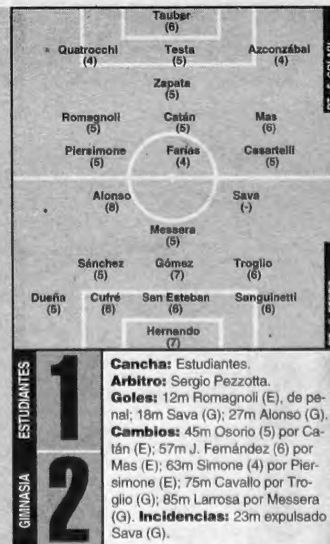 Tauber
(6)
Quatrocchi Testa Azconzábal
(4) (5) (4)
Zapata
(5)
Romagnoli Catán Mas
(5) (5) (6)
Piersimone Farías Casartelli
(5) (4) (5)
Alonso Sava
(8) (-)
Messera
(5)
Sánchez Gómez Troglio
(5) (7) (6)
Dueña Cufré San Esteban Sanguinetti
(5) (6) (6) (6)
Hernando
(7)
ESTUDIANTES
1
GIMNASIA
2
Cancha: Estudiantes.
Arbitro: Sergio Pezzotta.
Goles: 12m Romagnoli (E), de pe-
nal; 18m Sava (G); 27m Alonso (G).
Cambios: 45m Osorio (5) por Ca-
tán (E); 57m J. Fernández (6) por
Mas (E); 63m Simone (4) por Pier-
simone (E); 75m Cavallo por Tro-
glio (G); 85m Larrosa por Messera
(G). Incidencias: 23m expulsado
Sava (G).